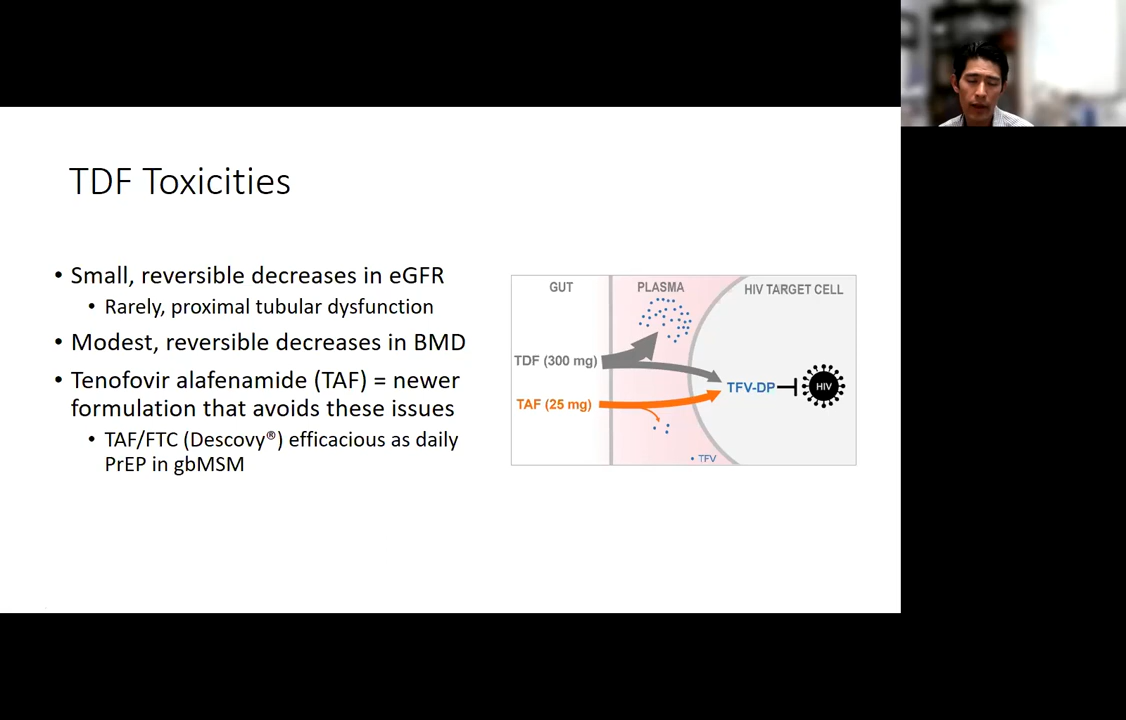 TDF Toxicities
• Small, reversible decreases in eGFR
• Rarely, proximal tubular dysfunction
• Modest, reversible decreases in BMD
• Tenofovir alafenamide (TAF) = newer
formulation that avoids these issues
• TAF/FTC (Descovy®) efficacious as daily
PrEP in gbMSM
GUT
PLASMA
HIV TARGET CELL
TDF (300 mg)
TAF (25 mg)
TFV-DP
HIV
• TFV